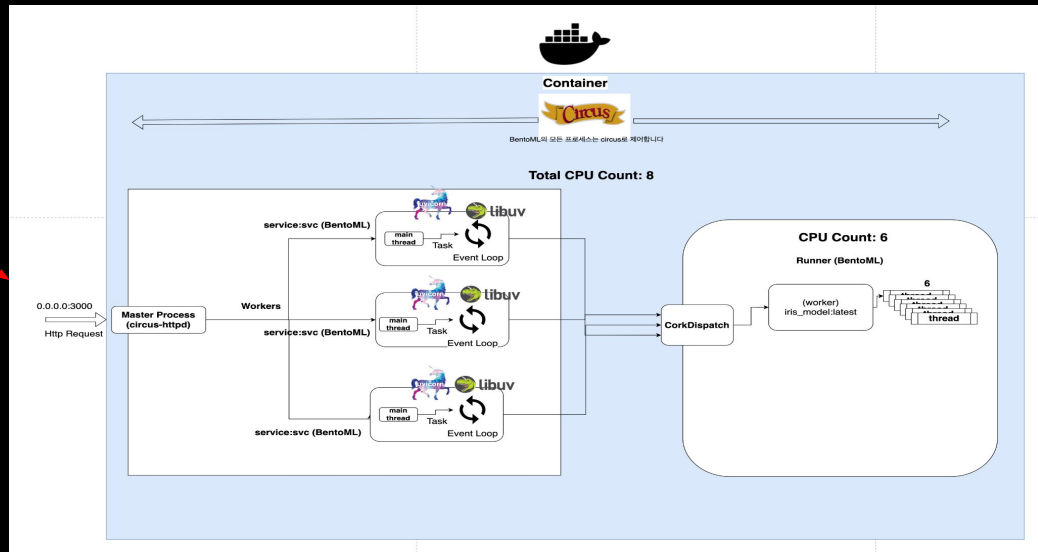 Container
Circus
BentoML의 모든 프로세스는 circus로 제어합니다
Total CPU Count: 8
0.0.0.0:3000
Http Request
Master Process
(circus-httpd)
Workers
service:svc (BentoML)
uvicorn
libuv
main
thread
Task
Event Loop
service:svc (BentoML)
uvicorn
libuv
main
thread
Task
Event Loop
service:svc (BentoML)
uvicorn
libuv
main
thread
Task
Event Loop
CorkDispatch
CPU Count: 6
Runner (BentoML)
(worker)
iris_model:latest
6
thread